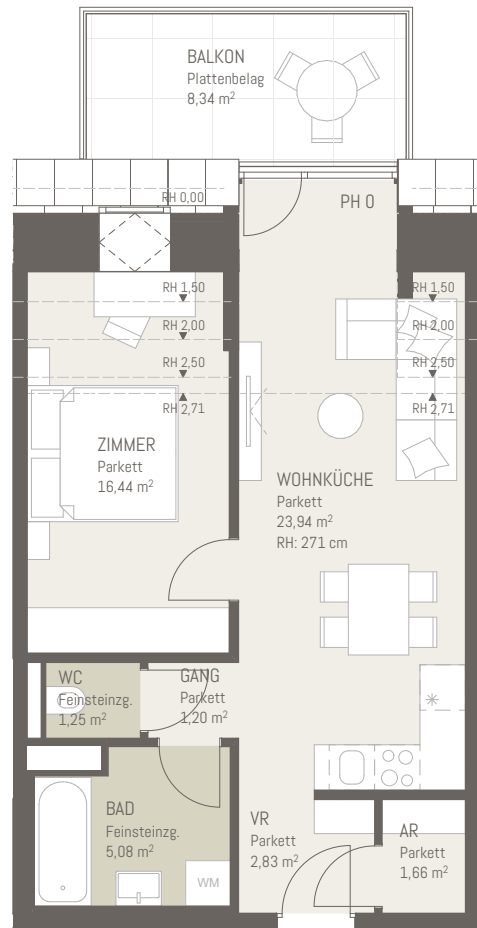 BALKON
Plattenbelag
8,34 m²
RH 0,00
PH 0
RH 1,50
RH 2,00
RH 2,50
RH 2,71
RH 1,50
RH 2,00
RH 2,50
RH 2,71
ZIMMER
Parkett
16,44 m²
WOHNKÜCHE
Parkett
23,94 m²
RH: 271 cm
WC
Feinsteinzg.
1,25 m²
GANG
Parkett
1,20 m²
BAD
Feinsteinzg.
5,08 m²
WM
VR
Parkett
2,83 m²
AR
Parkett
1,66 m²